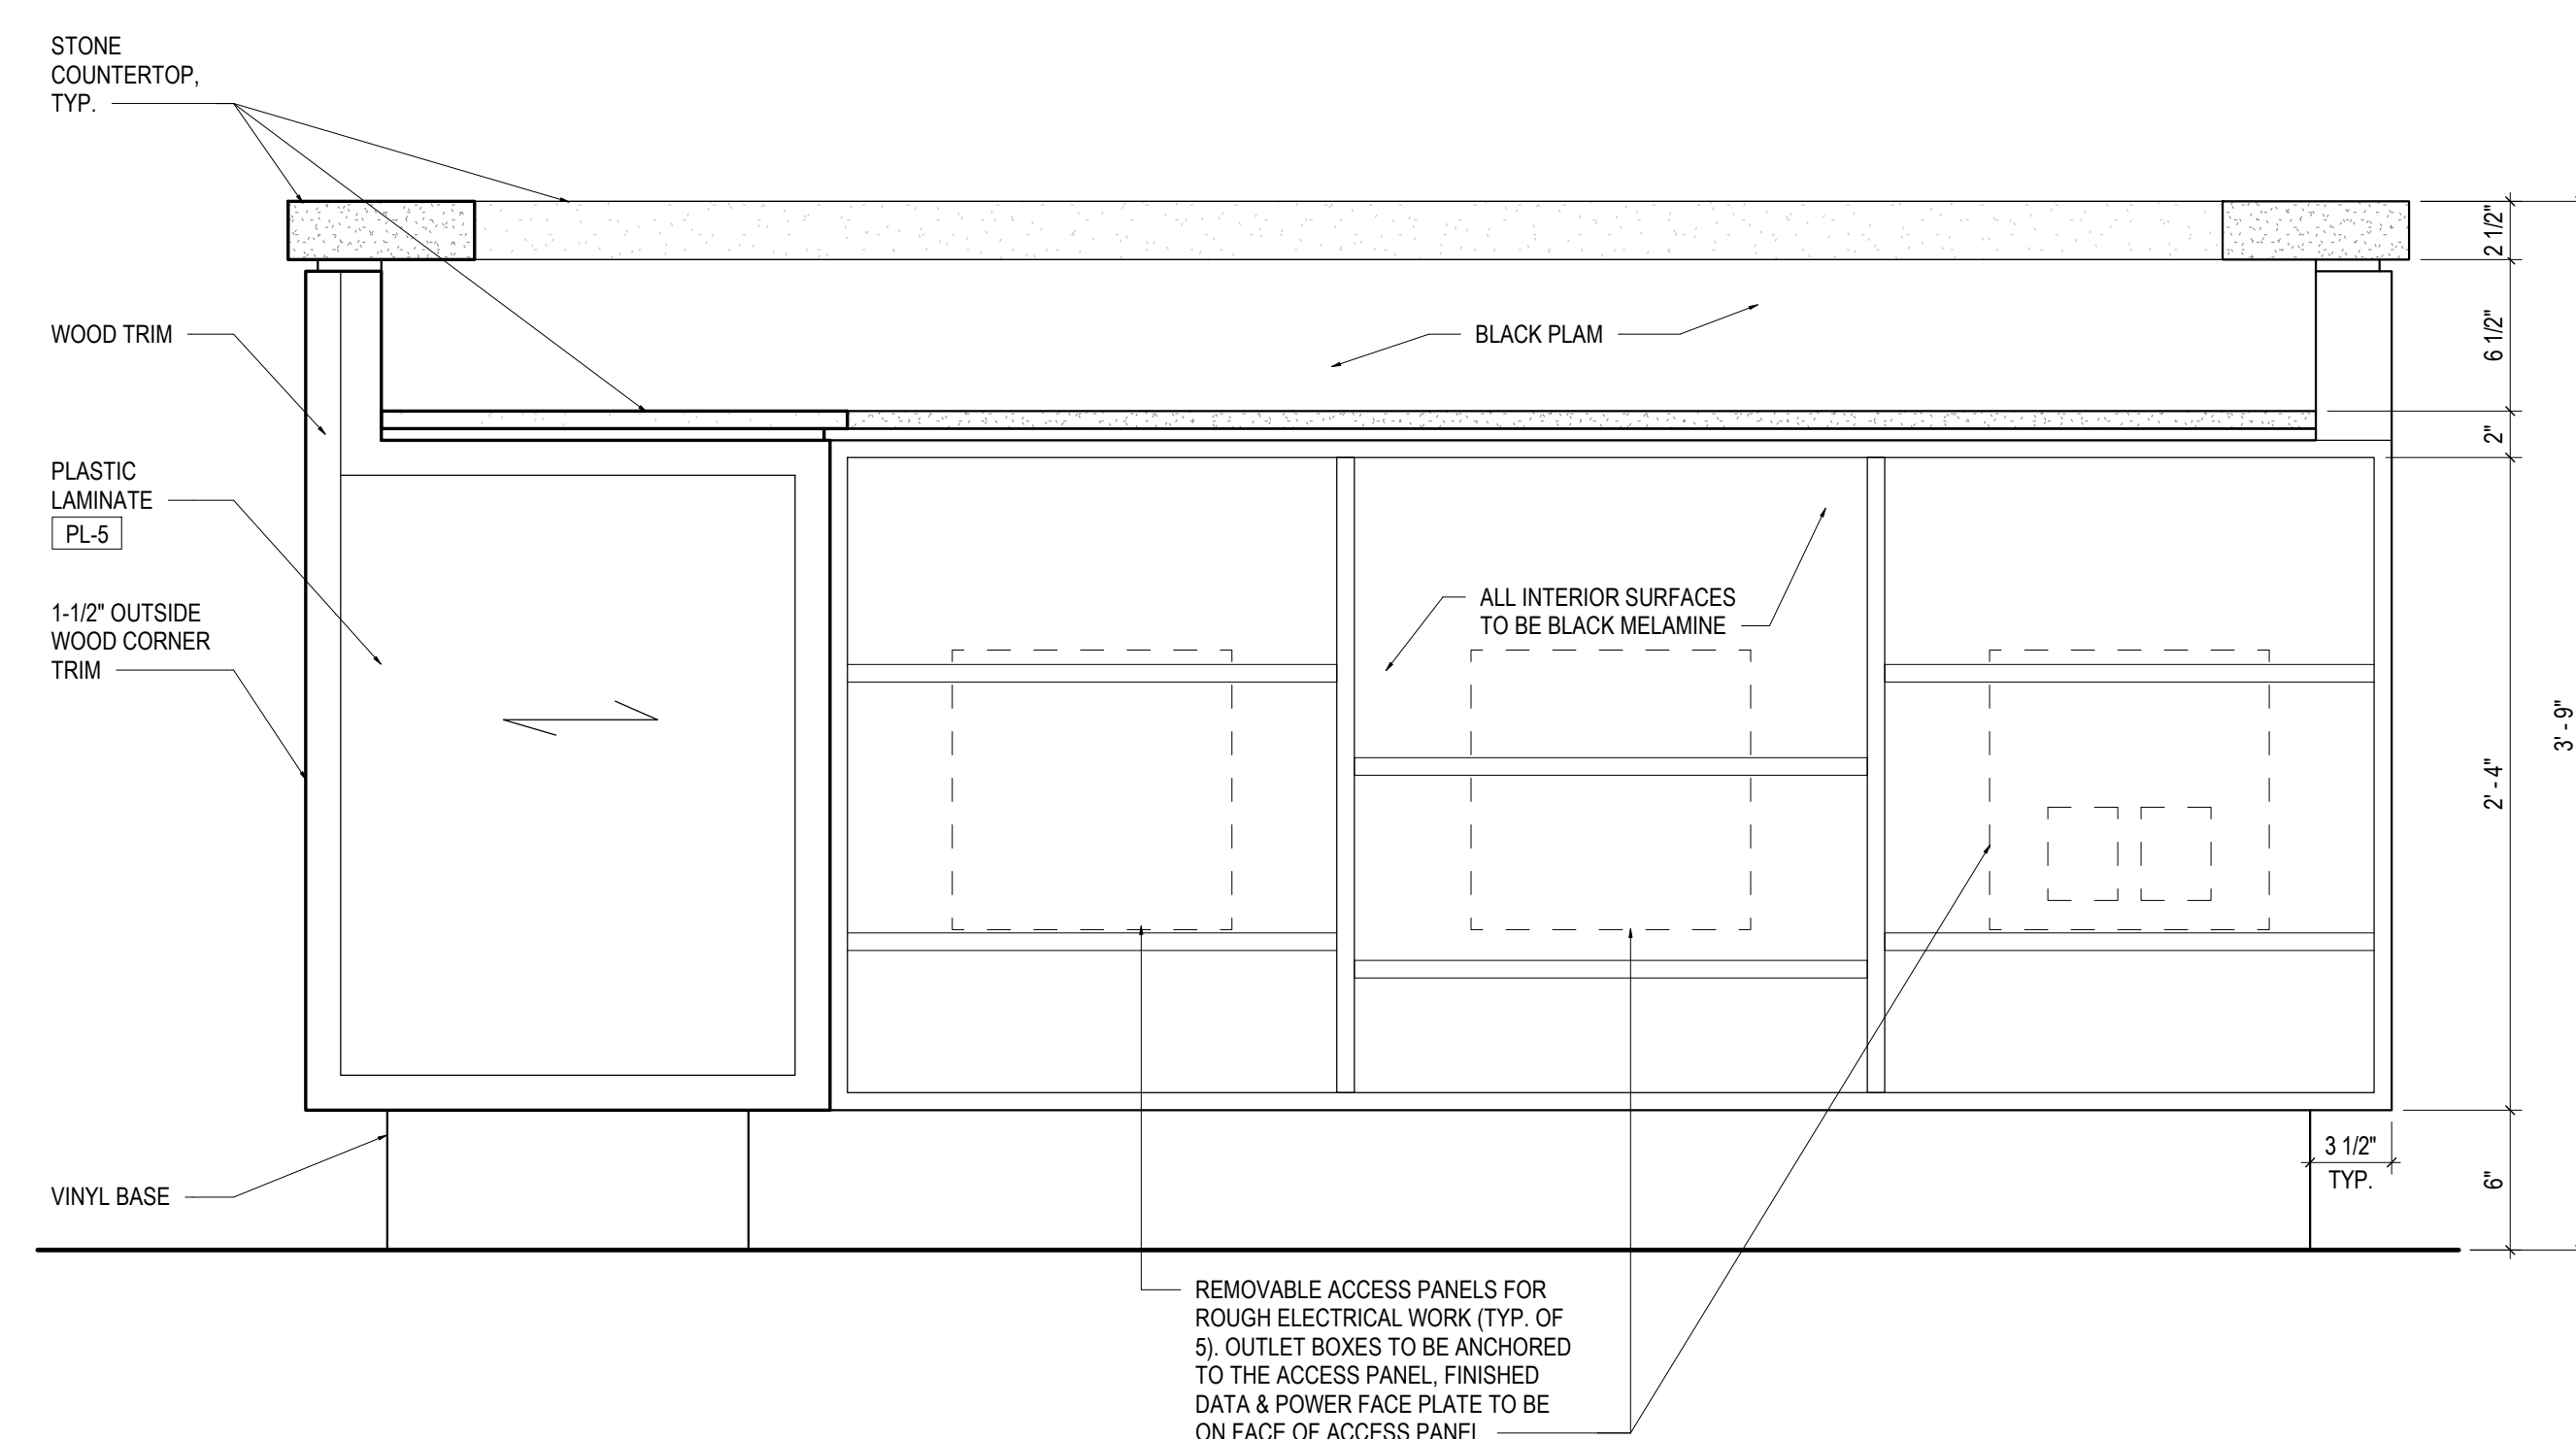 STONE
COUNTERTOP,
TYP.
WOOD TRIM
BLACK PLAM
PLASTIC
LAMINATE
PL-5
1-1/2" OUTSIDE
WOOD CORNER
TRIM
ALL INTERIOR SURFACES
TO BE BLACK MELAMINE
VINYL BASE
REMOVABLE ACCESS PANELS FOR
ROUGH ELECTRICAL WORK (TYP. OF
5). OUTLET BOXES TO BE ANCHORED
TO THE ACCESS PANEL, FINISHED
DATA & POWER FACE PLATE TO BE
ON FACE OF ACCESS PANEL
2 1/2"
6 1/2"
2"
2' - 4"
3' - 9"
3 1/2"
TYP.
6"